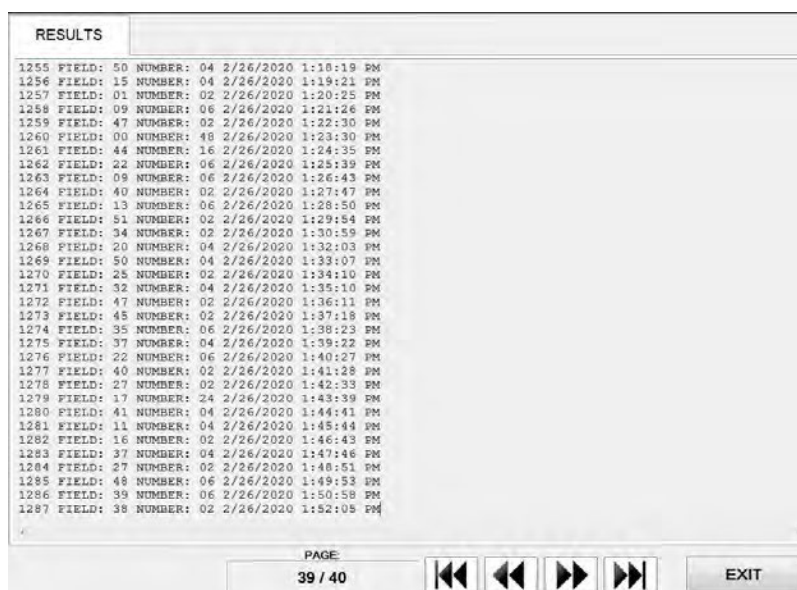 RESULTS
1255 FIELD: 50 NUMBER: 04 2/26/2020 1:18:19 PM
1256 FIELD: 15 NUMBER: 04 2/26/2020 1:19:21 PM
1257 FIELD: 01 NUMBER: 02 2/26/2020 1:20:25 PM
1258 FIELD: 09 NUMBER: 06 2/26/2020 1:21:26 PM
1259 FIELD: 47 NUMBER: 02 2/26/2020 1:22:30 PM
1260 FIELD: 00 NUMBER: 48 2/26/2020 1:23:30 PM
1261 FIELD: 44 NUMBER: 16 2/26/2020 1:24:35 PM
1262 FIELD: 22 NUMBER: 06 2/26/2020 1:25:39 PM
1263 FIELD: 09 NUMBER: 06 2/26/2020 1:26:43 PM
1264 FIELD: 40 NUMBER: 02 2/26/2020 1:27:47 PM
1265 FIELD: 13 NUMBER: 06 2/26/2020 1:28:50 PM
1266 FIELD: 51 NUMBER: 02 2/26/2020 1:29:54 PM
1267 FIELD: 34 NUMBER: 02 2/26/2020 1:30:59 PM
1268 FIELD: 20 NUMBER: 04 2/26/2020 1:32:03 PM
1269 FIELD: 50 NUMBER: 04 2/26/2020 1:33:07 PM
1270 FIELD: 25 NUMBER: 02 2/26/2020 1:34:10 PM
1271 FIELD: 32 NUMBER: 04 2/26/2020 1:35:10 PM
1272 FIELD: 47 NUMBER: 02 2/26/2020 1:36:11 PM
1273 FIELD: 45 NUMBER: 02 2/26/2020 1:37:18 PM
1274 FIELD: 35 NUMBER: 06 2/26/2020 1:38:23 PM
1275 FIELD: 37 NUMBER: 04 2/26/2020 1:39:22 PM
1276 FIELD: 22 NUMBER: 06 2/26/2020 1:40:27 PM
1277 FIELD: 40 NUMBER: 02 2/26/2020 1:41:28 PM
1278 FIELD: 27 NUMBER: 02 2/26/2020 1:42:33 PM
1279 FIELD: 17 NUMBER: 24 2/26/2020 1:43:39 PM
1280 FIELD: 41 NUMBER: 04 2/26/2020 1:44:41 PM
1281 FIELD: 11 NUMBER: 04 2/26/2020 1:45:44 PM
1282 FIELD: 16 NUMBER: 02 2/26/2020 1:46:43 PM
1283 FIELD: 37 NUMBER: 04 2/26/2020 1:47:46 PM
1284 FIELD: 27 NUMBER: 02 2/26/2020 1:48:51 PM
1285 FIELD: 48 NUMBER: 06 2/26/2020 1:49:53 PM
1286 FIELD: 39 NUMBER: 06 2/26/2020 1:50:58 PM
1287 FIELD: 38 NUMBER: 02 2/26/2020 1:52:05 PM
PAGE:
39 / 40
EXIT